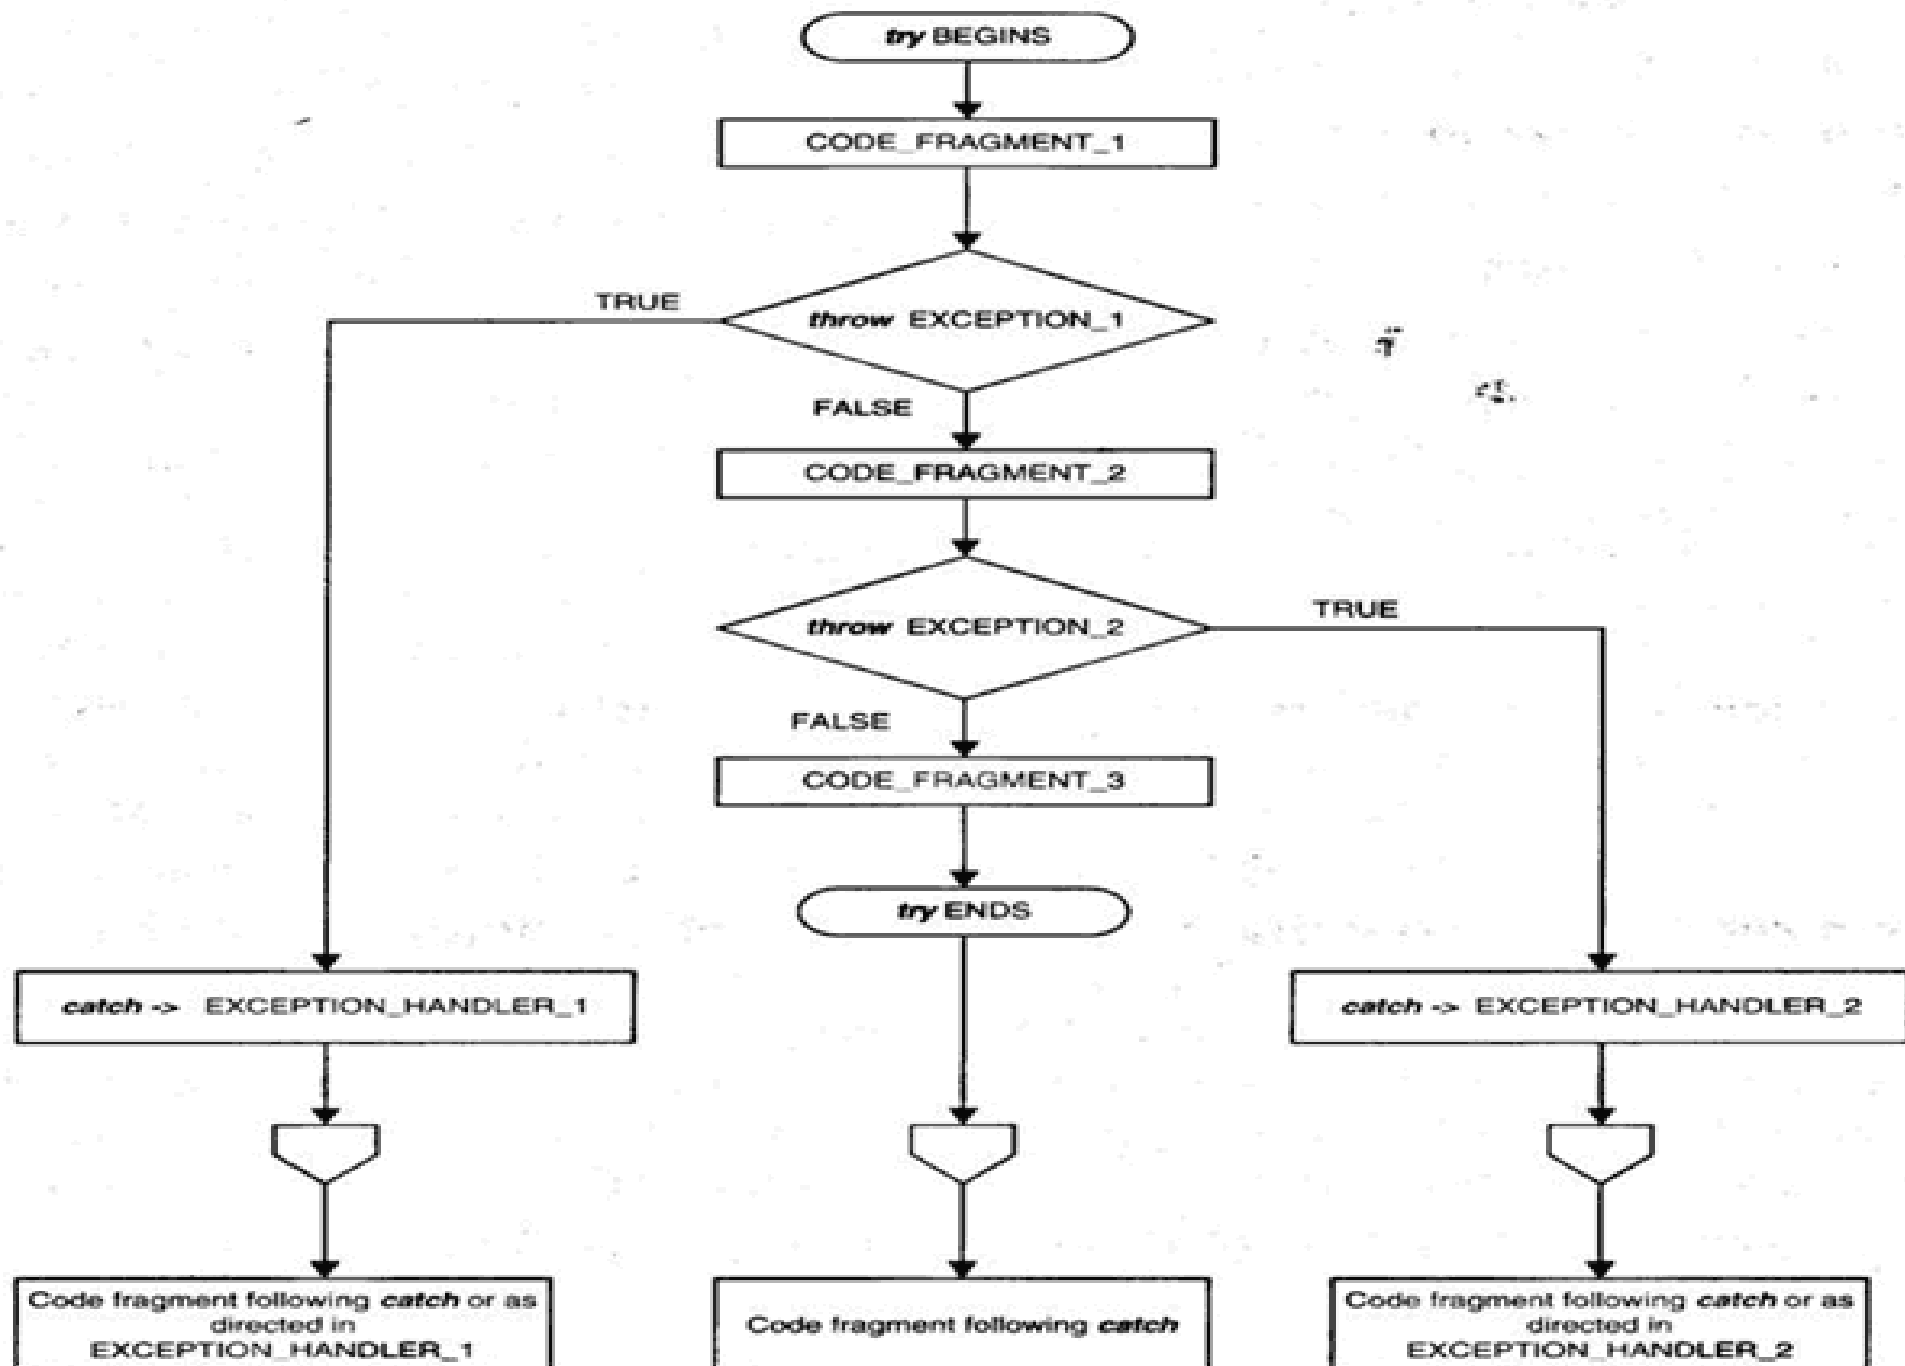 try BEGINS
CODE_FRAGMENT_1
TRUE
throw EXCEPTION_1
FALSE
CODE_FRAGMENT_2
throw EXCEPTION_2
TRUE
FALSE
CODE_FRAGMENT_3
try ENDS
catch -> EXCEPTION_HANDLER_1
catch -> EXCEPTION_HANDLER_2
Code fragment following catch or as
directed in
EXCEPTION_HANDLER_1
Code fragment following catch
Code fragment following catch or as
directed in
EXCEPTION_HANDLER_2